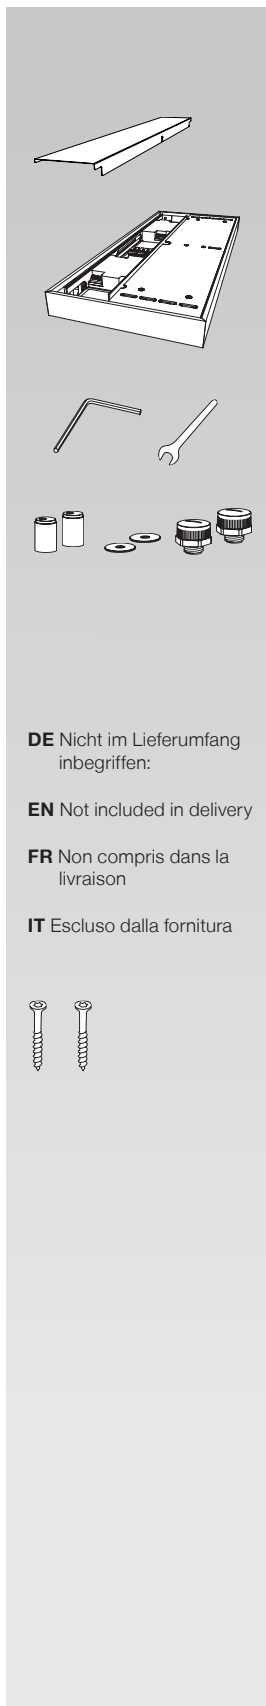 DE Nicht im Lieferumfang
inbegriffen:
EN Not included in delivery
FR Non compris dans la
livraison
IT Escluso dalla fornitura